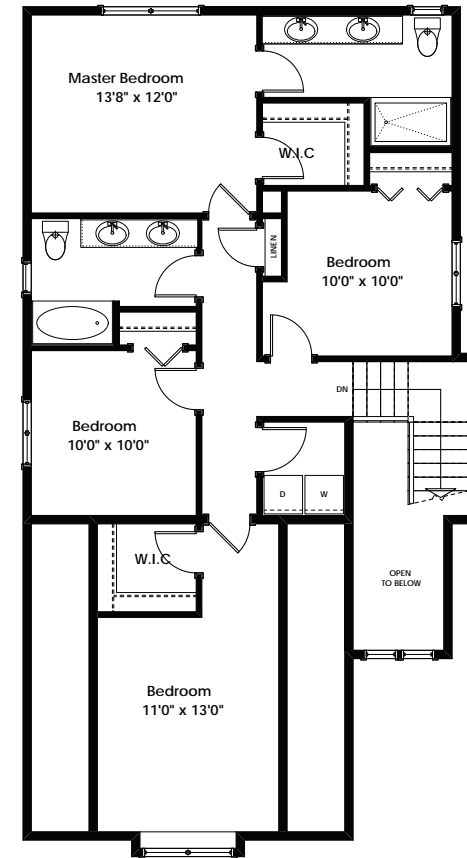 Master Bedroom
13'8" x 12'0"
W.I.C
LINEN
Bedroom
10'0" x 10'0"
DN
Bedroom
10'0" x 10'0"
D
W
W.I.C
OPEN
TO BELOW
Bedroom
11'0" x 13'0"